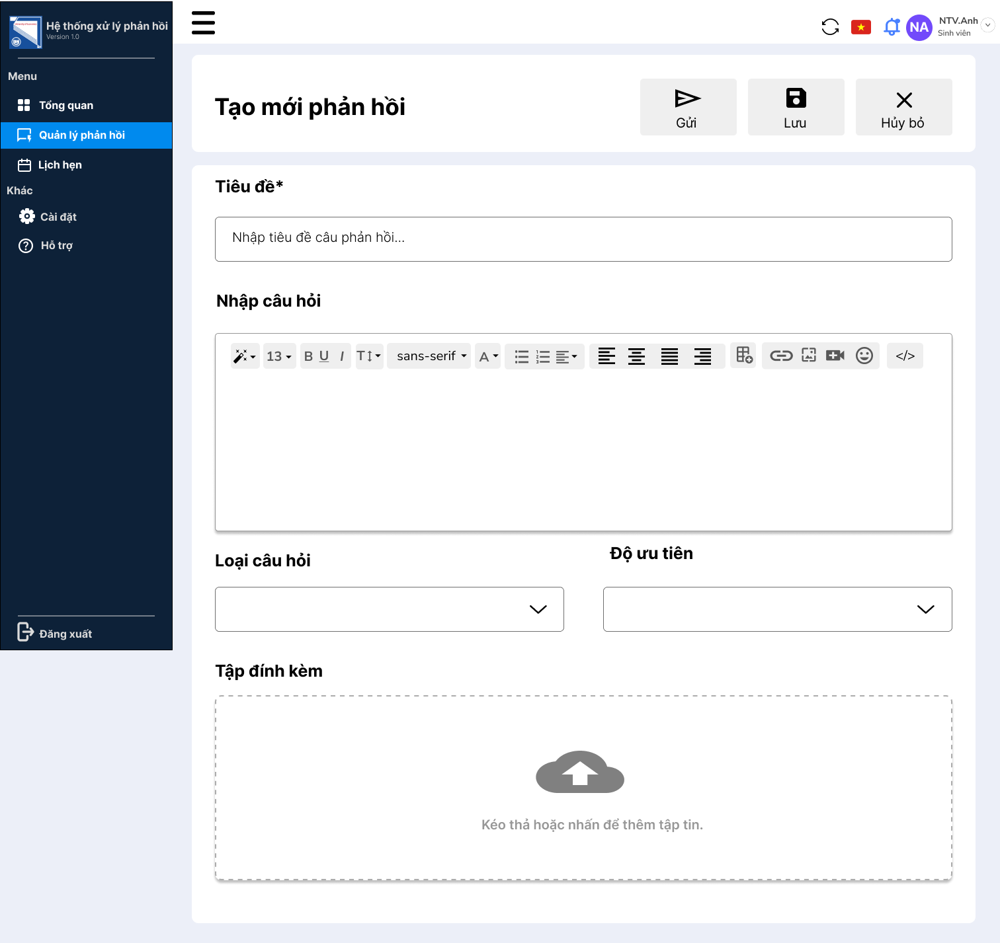 Hệ thống xử lý phản hồi
Version 1.0
NTV.Anh
NA
Sinh viên
Menu
Tổng quan
Quản lý phản hồi
Lịch hẹn
Khác
Cài đặt
Hỗ trợ
Đăng xuất
Tạo mới phản hồi
Gửi
Lưu
Hủy bỏ
Tiêu đề*
Nhập tiêu đề câu phản hồi...
Nhập câu hỏi
13 B U I T sans-serif A </>
Loại câu hỏi
Độ ưu tiên
Tập đính kèm
Kéo thả hoặc nhấn để thêm tập tin.